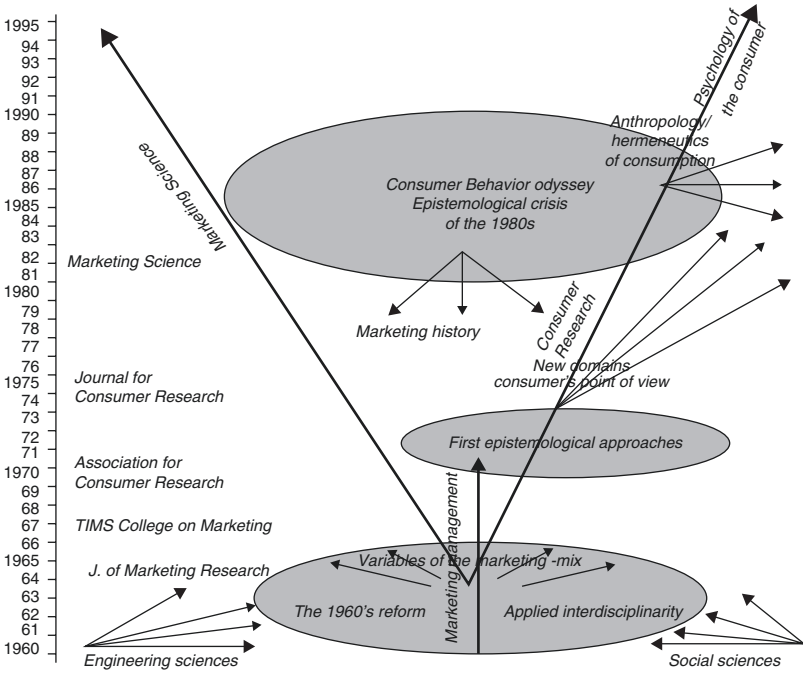 1995
94
93
92
91
1990
89
88
87
86
1985
84
83
82
81
1980
79
78
77
76
1975
74
73
72
71
1970
69
68
67
66
1965
64
63
62
61
1960
Psychology of
the consumer
Anthropology/
hermeneutics
of consumption
Marketing Science
Consumer Behavior odyssey
Epistemological crisis
of the 1980s
Marketing Science
Marketing history
Consumer
Research
New domains
consumer's point of view
Journal for
Consumer Research
First epistemological approaches
Association for
Consumer Research
Marketing management
TIMS College on Marketing
Variables of the marketing -mix
J. of Marketing Research
The 1960's reform
Applied interdisciplinarity
Engineering sciences
Social sciences